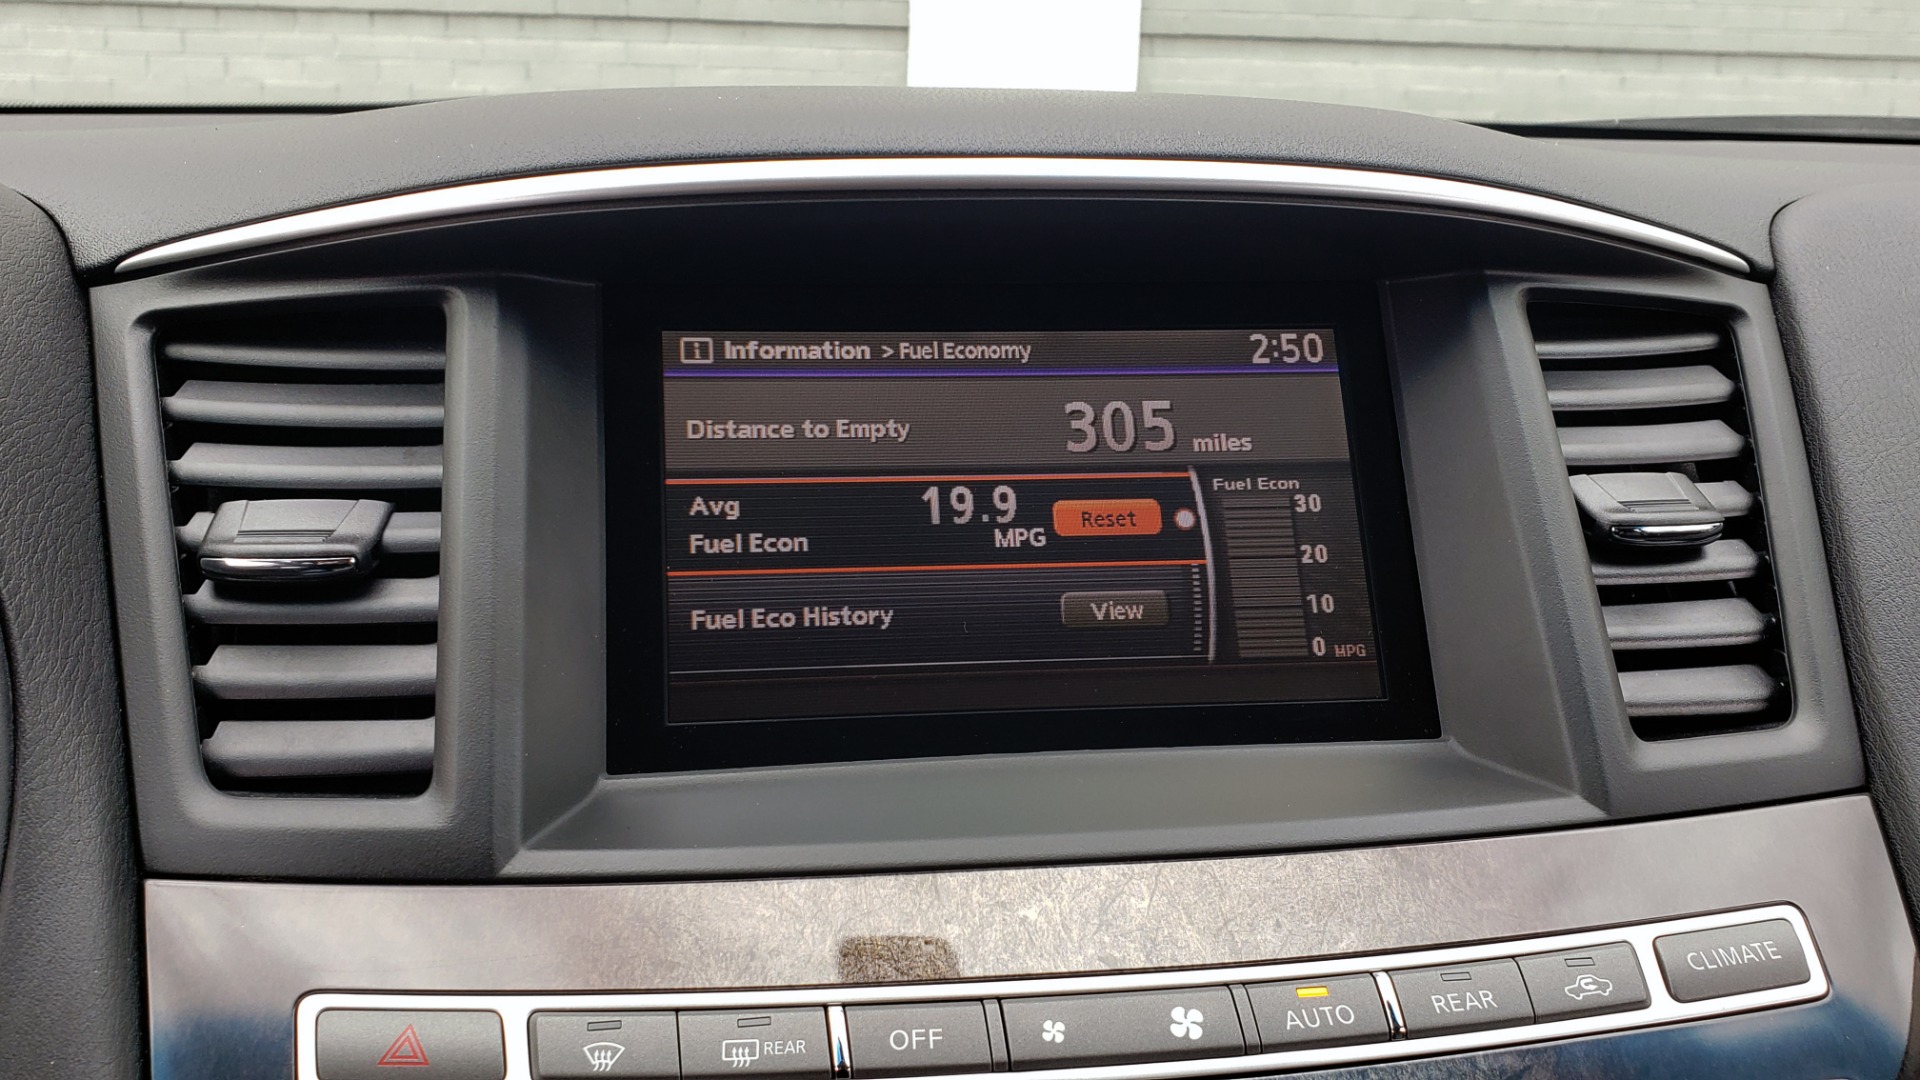 Information > Fuel Economy 2:50
Distance to Empty 305 miles
Avg
Fuel Econ
19.9
MPG
Reset
Fuel Eco History View
Fuel Econ
30
20
10
0 MPG
REAR
OFF
AUTO
REAR
CLIMATE